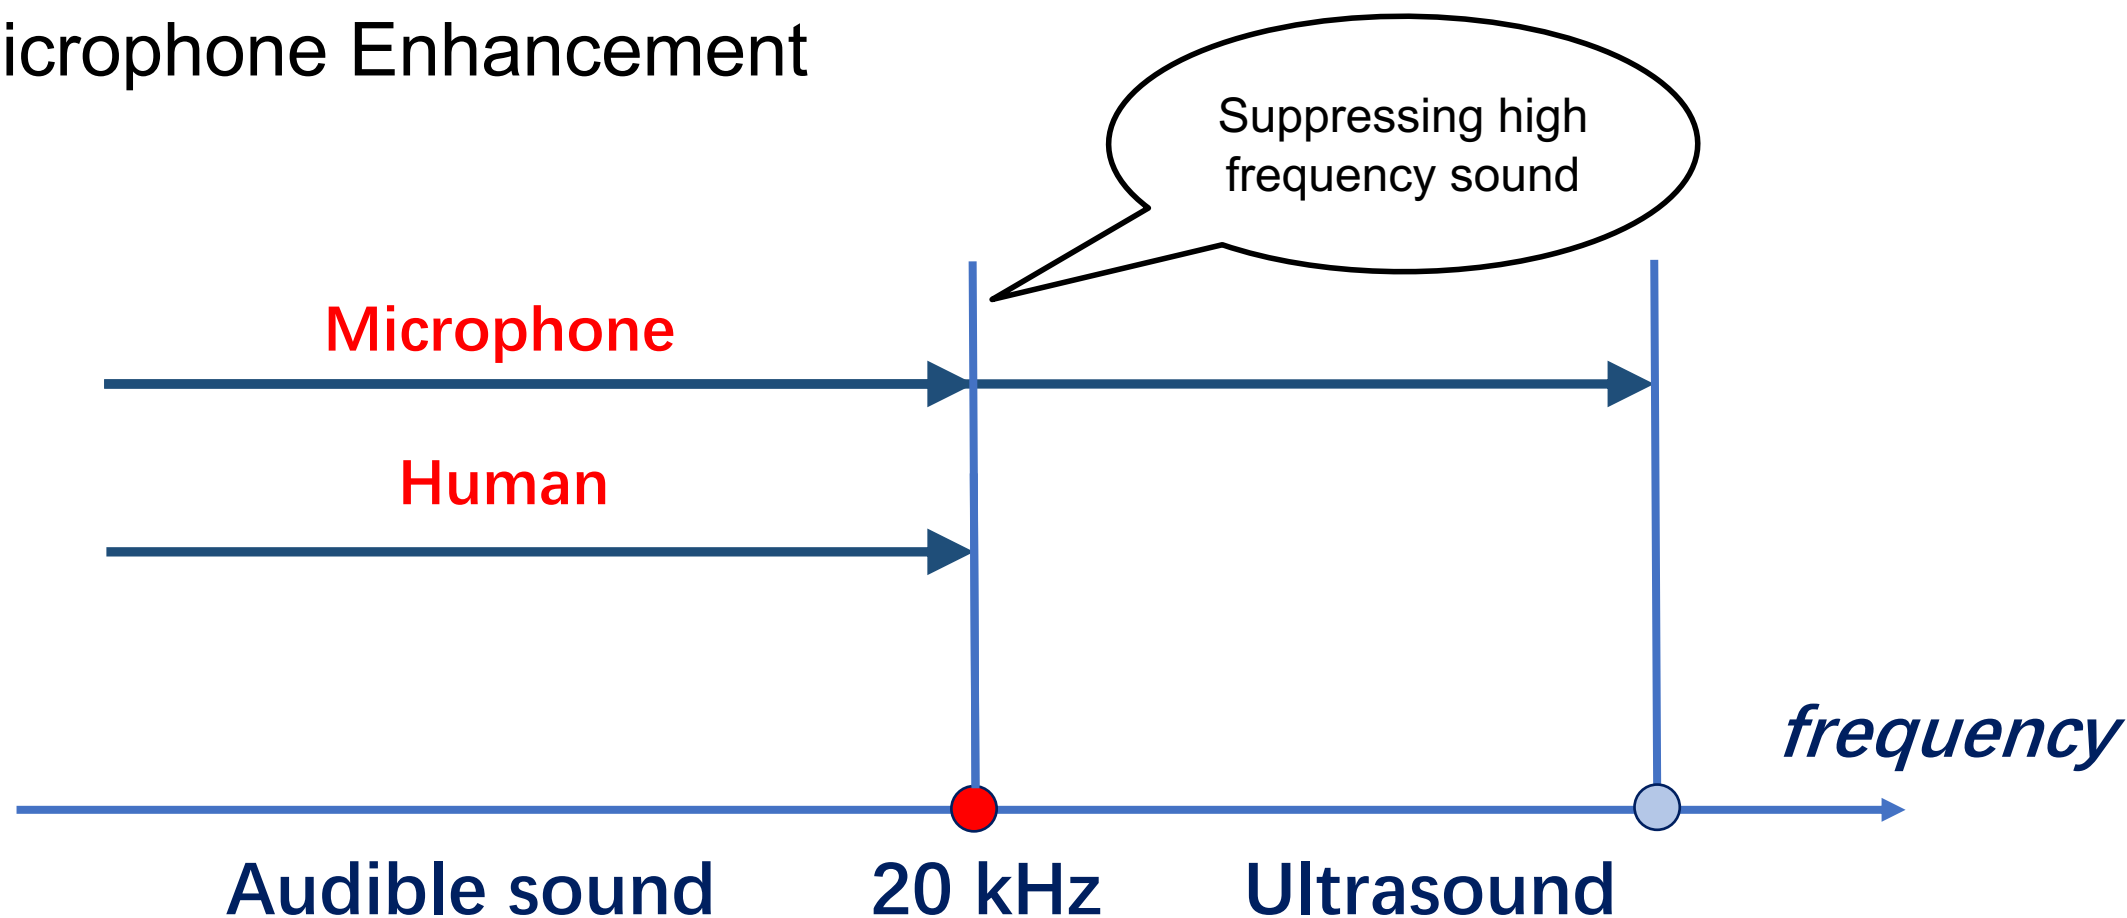 icrophone Enhancement
Suppressing high
frequency sound
Microphone
Human
frequency
Audible sound
20 kHz
Ultrasound